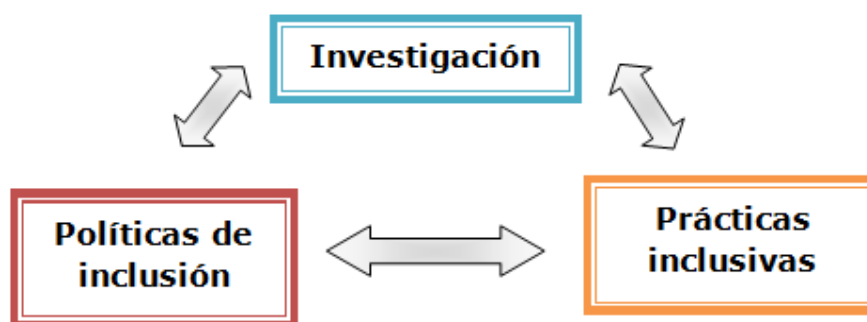 Investigación
Políticas de
inclusión
Prácticas
inclusivas